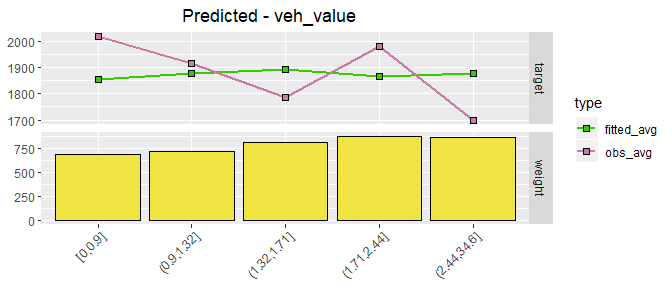 Predicted - veh_value
2000
1900
1800
1700
target
750
500
250
0
weight
[0,0.9]
(0.9,1.32]
(1.32,1.71]
(1.71,2.44]
(2.44,34.6]
type
fitted_avg
obs_avg